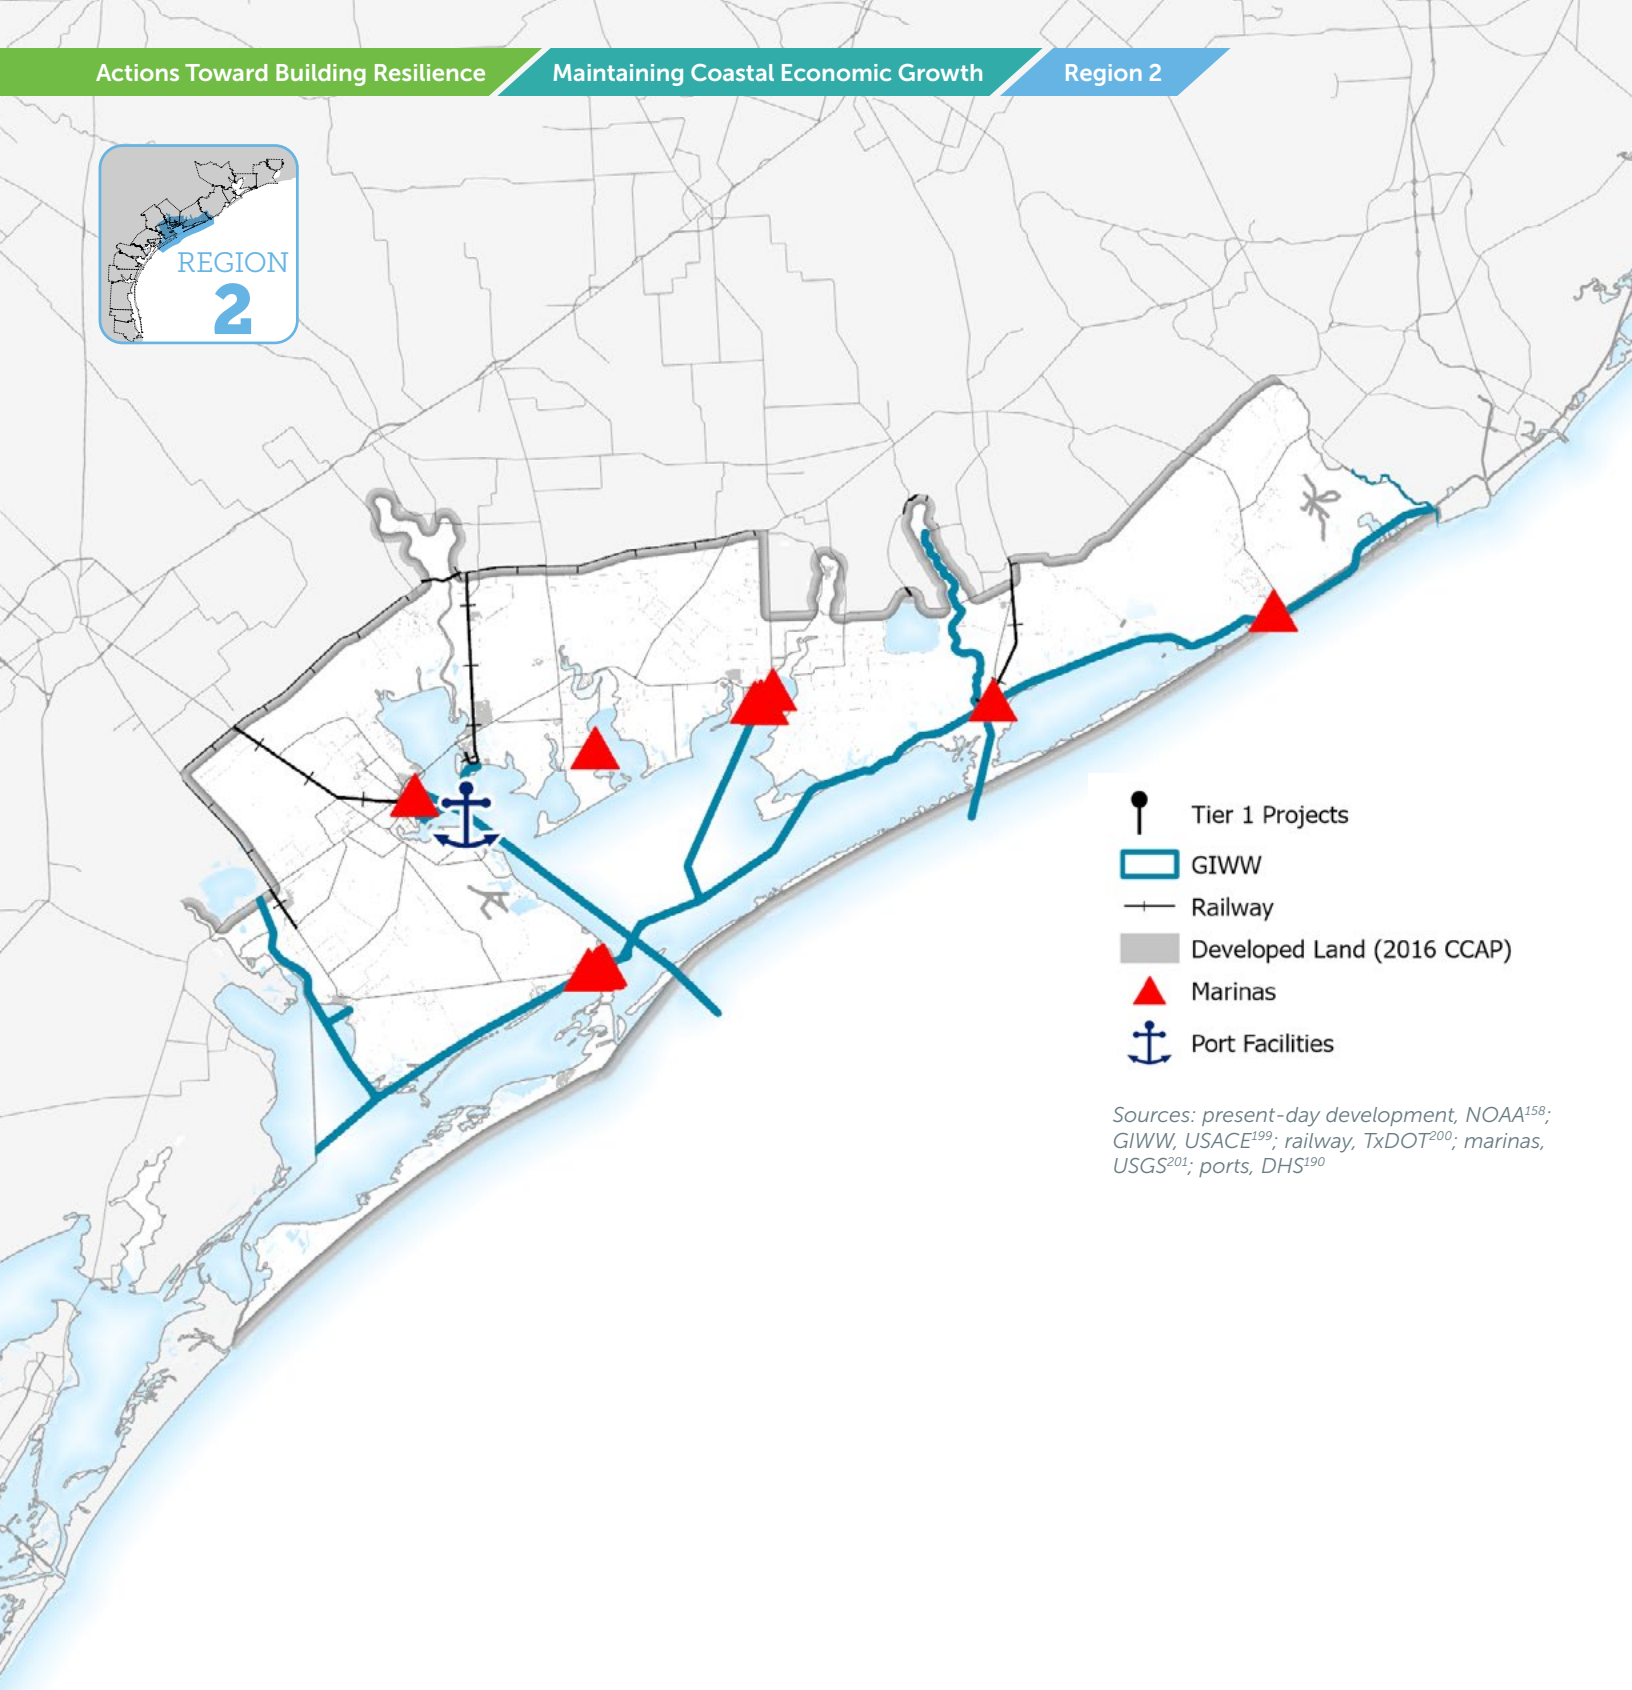 Actions Toward Building Resilience
Maintaining Coastal Economic Growth
Region 2
REGION
2
Tier 1 Projects
GIWW
Railway
Developed Land (2016 CCAP)
Marinas
Port Facilities
Sources: present-day development, NOAA158;
GIWW, USACE199; railway, TxDOT200; marinas,
USGS201; ports, DHS190